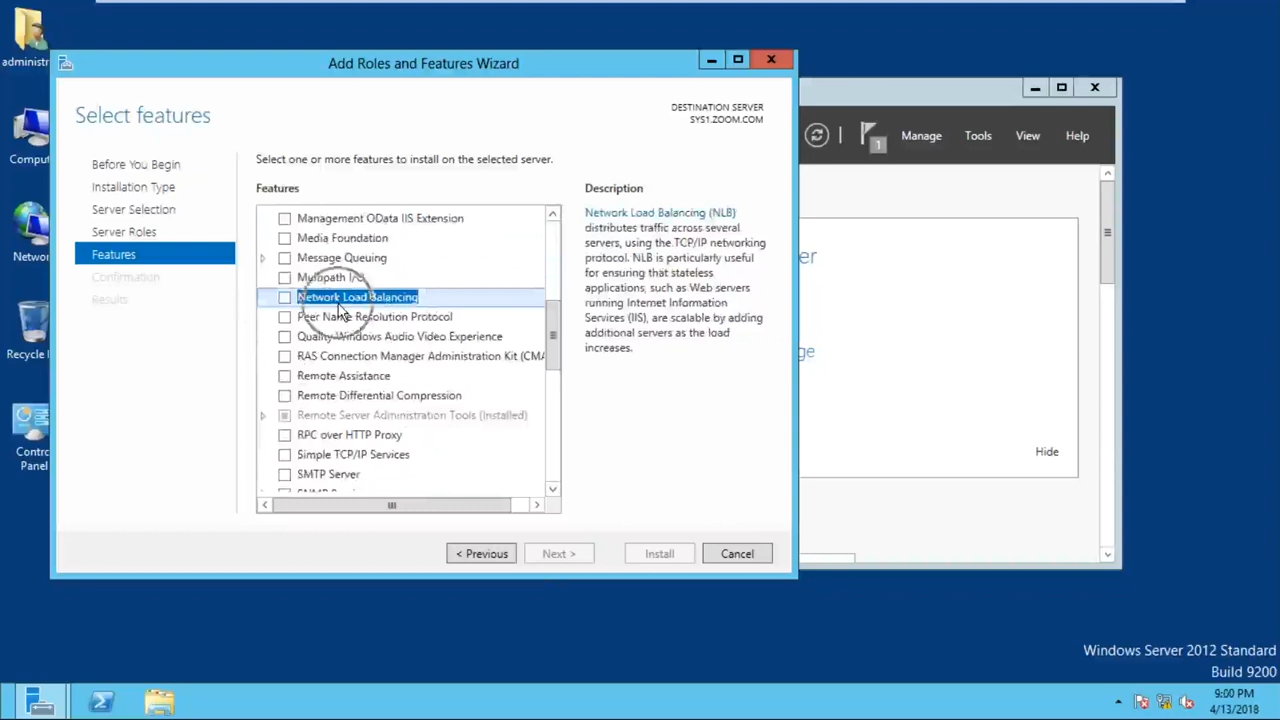 administr
Add Roles and Features Wizard
Select features
DESTINATION SERVER
SYS1.ZOOM.COM
Before You Begin
Installation Type
Server Selection
Server Roles
Features
Confirmation
Results
Select one or more features to install on the selected server.
Features
Management OData IIS Extension
Media Foundation
Message Queuing
Multipath I/O
Network Load Balancing
Peer Name Resolution Protocol
Quality Windows Audio Video Experience
RAS Connection Manager Administration Kit (CMA
Remote Assistance
Remote Differential Compression
Remote Server Administration Tools (Installed)
RPC over HTTP Proxy
Simple TCP/IP Services
SMTP Server
Description
Network Load Balancing (NLB)
distributes traffic across several
servers, using the TCP/IP networking
protocol. NLB is particularly useful
for ensuring that stateless
applications, such as Web servers
running Internet Information
Services (IIS), are scalable by adding
additional servers as the load
increases.
< Previous
Next >
Install
Cancel
1
Manage
Tools
View
Help
er
ge
Hide
Comput
Networ
Recycle
Contro
Panel
Windows Server 2012 Standard
Build 9200
9:00 PM
4/13/2018